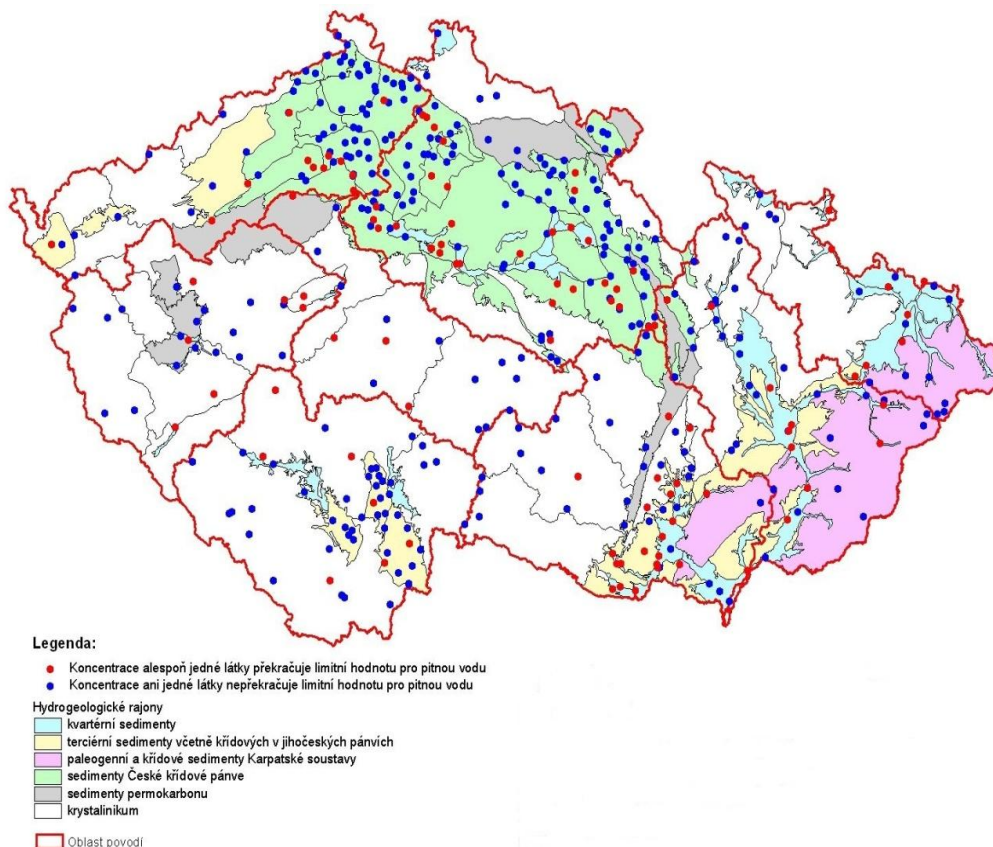 Legenda:
Koncentrace alespoň jedné látky překračuje limitní hodnotu pro pitnou vodu
Koncentrace ani jedné látky nepřekračuje limitní hodnotu pro pitnou vodu
Hydrogeologické rajony
kvartérní sedimenty
terciérní sedimenty včetně křídových v jihočeských pánvích
paleogenní a křídové sedimenty Karpatské soustavy
sedimenty České křídové pánve
sedimenty permokarbonu
krystalinikum
Oblast povodí